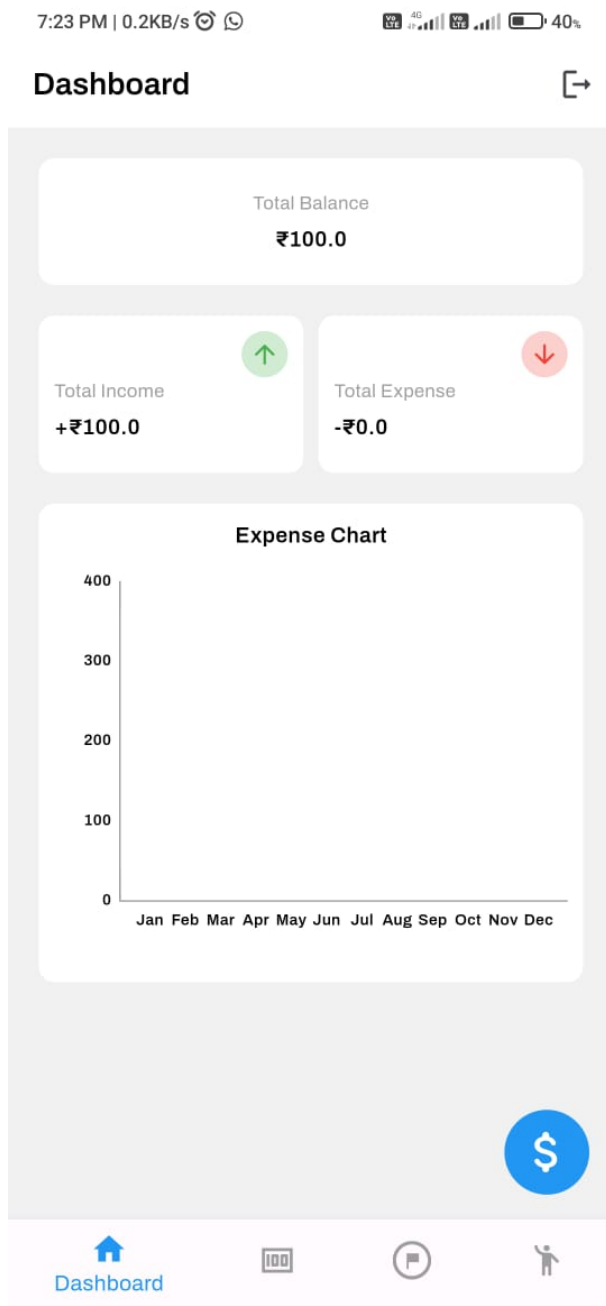 7:23 PM | 0.2KB/s 4G 40%
Dashboard
Total Balance
₹100.0
Total Income
+₹100.0
Total Expense
-₹0.0
Expense Chart
400
300
200
100
0
Jan Feb Mar Apr May Jun Jul Aug Sep Oct Nov Dec
$
100
Dashboard